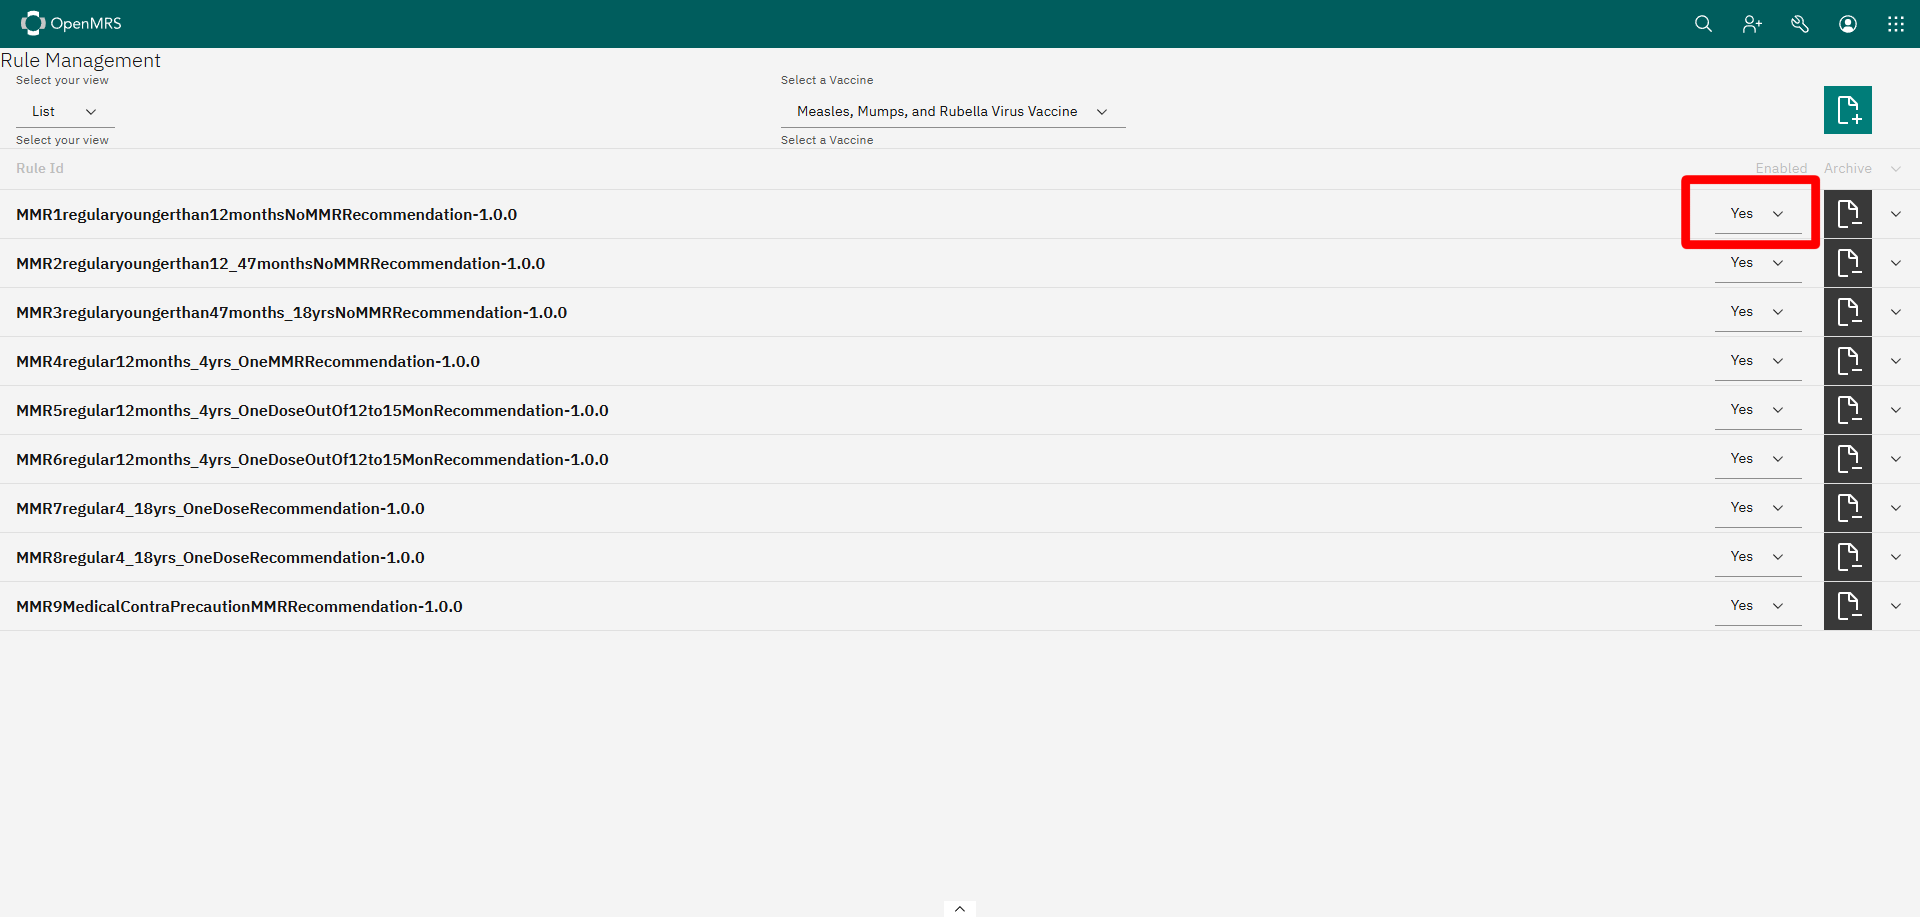 OpenMRS
Rule Management
Select your view
Select a Vaccine
List
Measles, Mumps, and Rubella Virus Vaccine
Select your view
Select a Vaccine
Rule Id
Enabled
Archive
MMR1regularyoungerthan12monthsNoMMRRecommendation-1.0.0
Yes
MMR2regularyoungerthan12_47monthsNoMMRRecommendation-1.0.0
Yes
MMR3regularyoungerthan47months_18yrsNoMMRRecommendation-1.0.0
Yes
MMR4regular12months_4yrs_OneMMRRecommendation-1.0.0
Yes
MMR5regular12months_4yrs_OneDoseOutOf12to15MonRecommendation-1.0.0
Yes
MMR6regular12months_4yrs_OneDoseOutOf12to15MonRecommendation-1.0.0
Yes
MMR7regular4_18yrs_OneDoseRecommendation-1.0.0
Yes
MMR8regular4_18yrs_OneDoseRecommendation-1.0.0
Yes
MMR9MedicalContraPrecautionMMRRecommendation-1.0.0
Yes